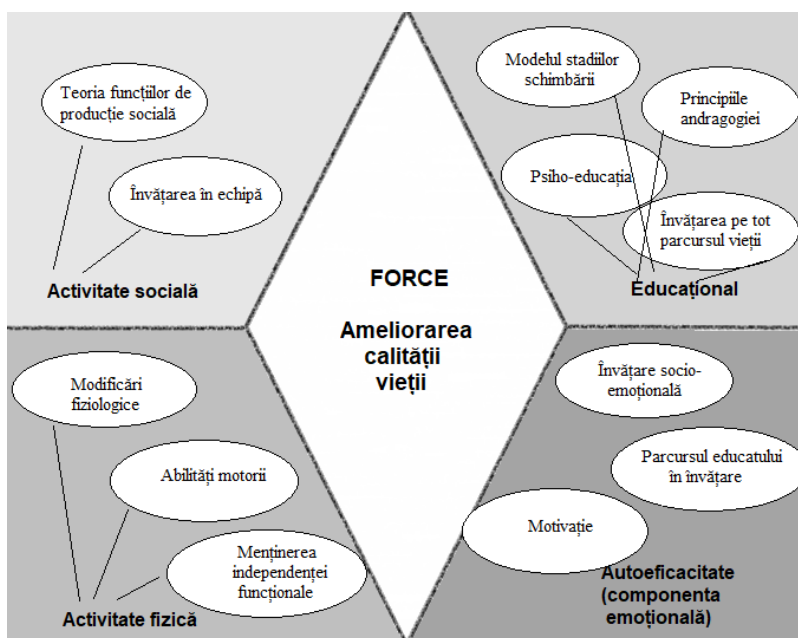 Teoria funcțiilor de
producție socială
Învățarea în echipă
Activitate socială
Modelul stadiilor
schimbării
Principiile
andragogiei
Psiho-educația
Învățarea pe tot
parcursul vieții
Educațional
FORCE
Ameliorarea
calității
vieții
Modificări
fiziologice
Abilități motorii
Menținerea
independenței
funcționale
Activitate fizică
Învățare socio-
emoțională
Parcursul educatului
în învățare
Motivație
Autoeficacitate
(componenta
emoțională)